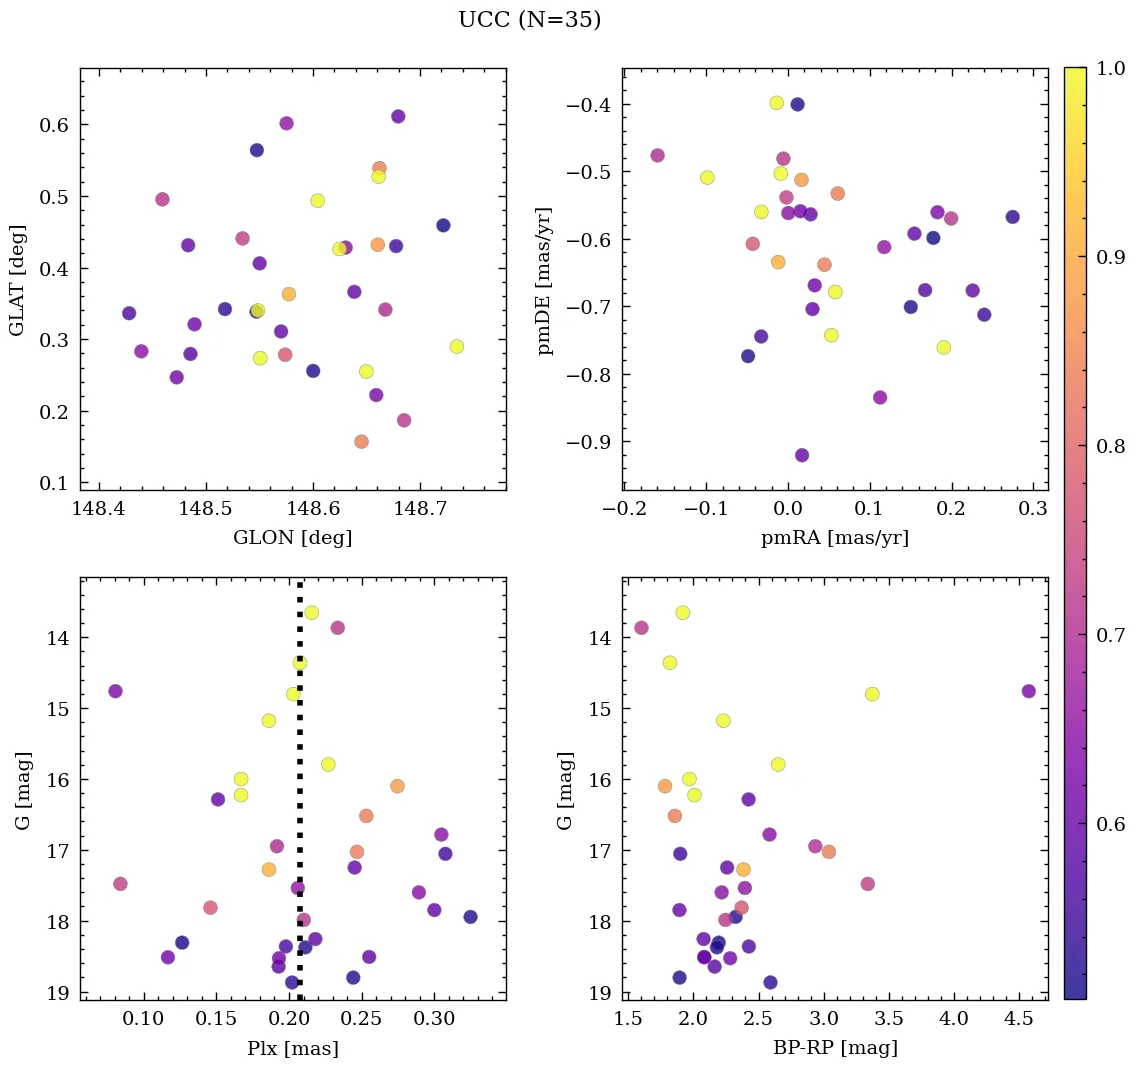 UCC (N=35)
0.6
0.5
0.4
0.3
0.2
0.1
GLAT [deg]
148.4 148.5 148.6 148.7
GLON [deg]
−0.4
−0.5
−0.6
−0.7
−0.8
−0.9
pmDE [mas/yr]
−0.2 −0.1 0.0 0.1 0.2 0.3
pmRA [mas/yr]
14
15
16
17
18
19
G [mag]
0.10 0.15 0.20 0.25 0.30
Plx [mas]
14
15
16
17
18
19
G [mag]
1.5 2.0 2.5 3.0 3.5 4.0 4.5
BP-RP [mag]
1.0
0.9
0.8
0.7
0.6